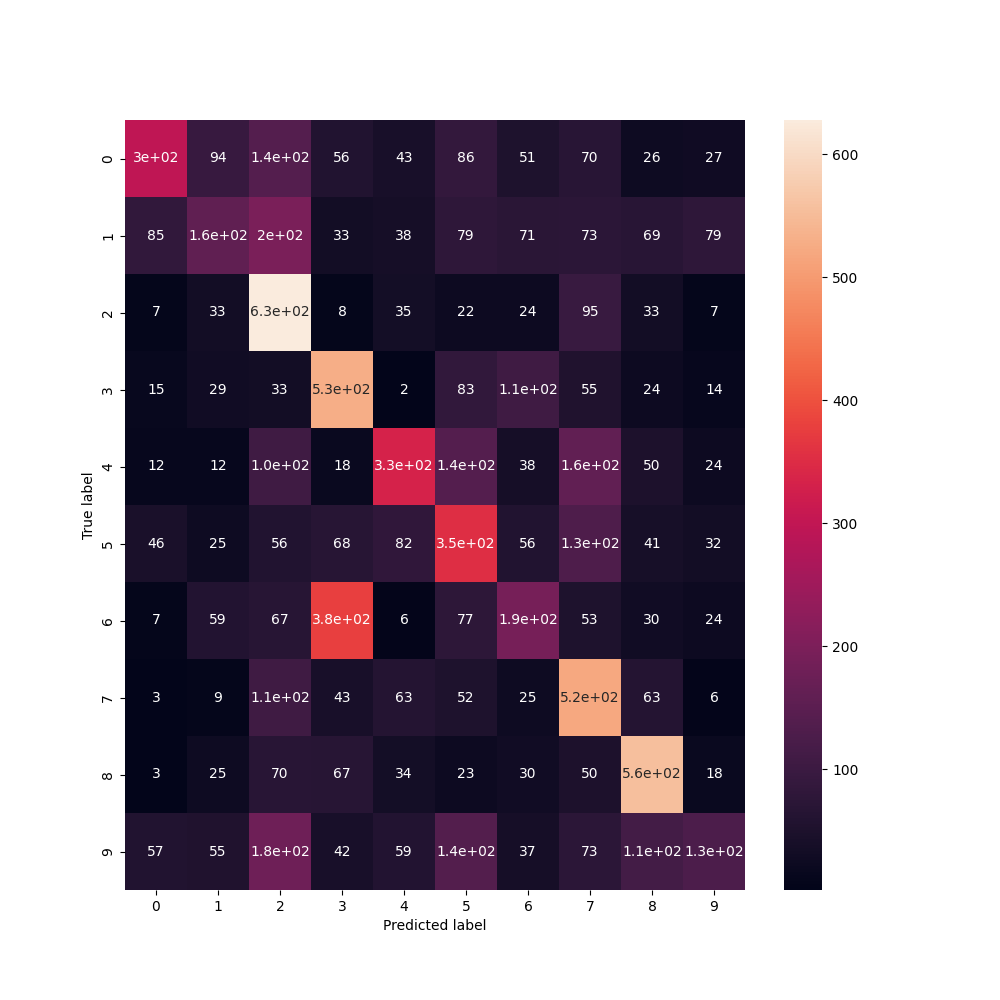 0 3e+02 94 1.4e+02 56 43 86 51 70 26 27
1 85 1.6e+02 2e+02 33 38 79 71 73 69 79
2 7 33 6.3e+02 8 35 22 24 95 33 7
3 15 29 33 5.3e+02 2 83 1.1e+02 55 24 14
4 12 12 1.0e+02 18 3.3e+02 1.4e+02 38 1.6e+02 50 24
5 46 25 56 68 82 3.5e+02 56 1.3e+02 41 32
6 7 59 67 3.8e+02 6 77 1.9e+02 53 30 24
7 3 9 1.1e+02 43 63 52 25 5.2e+02 63 6
8 3 25 70 67 34 23 30 50 5.6e+02 18
9 57 55 1.8e+02 42 59 1.4e+02 37 73 1.1e+02 1.3e+02
0 1 2 3 4 5 6 7 8 9
Predicted label
True label
600
500
400
300
200
100